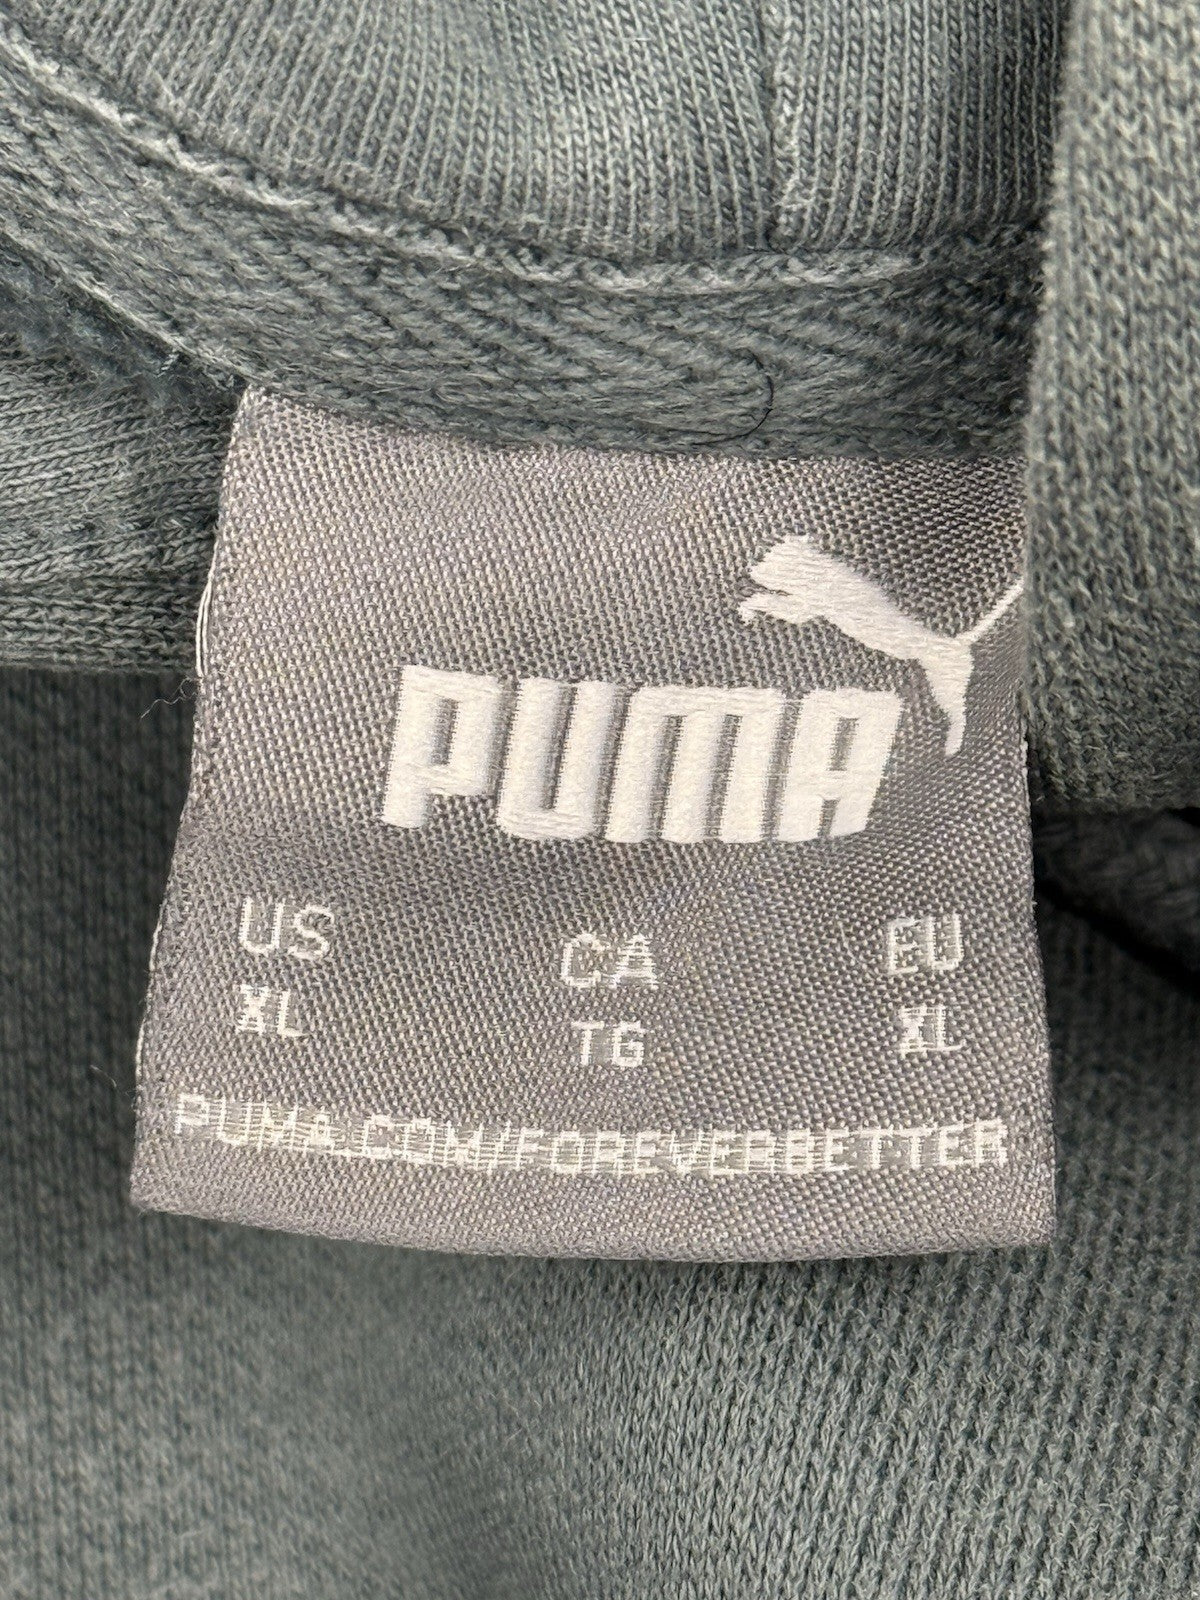 PUMA
US CA EU
XL TG XL
PUMA.COM/FOREVERBETTER